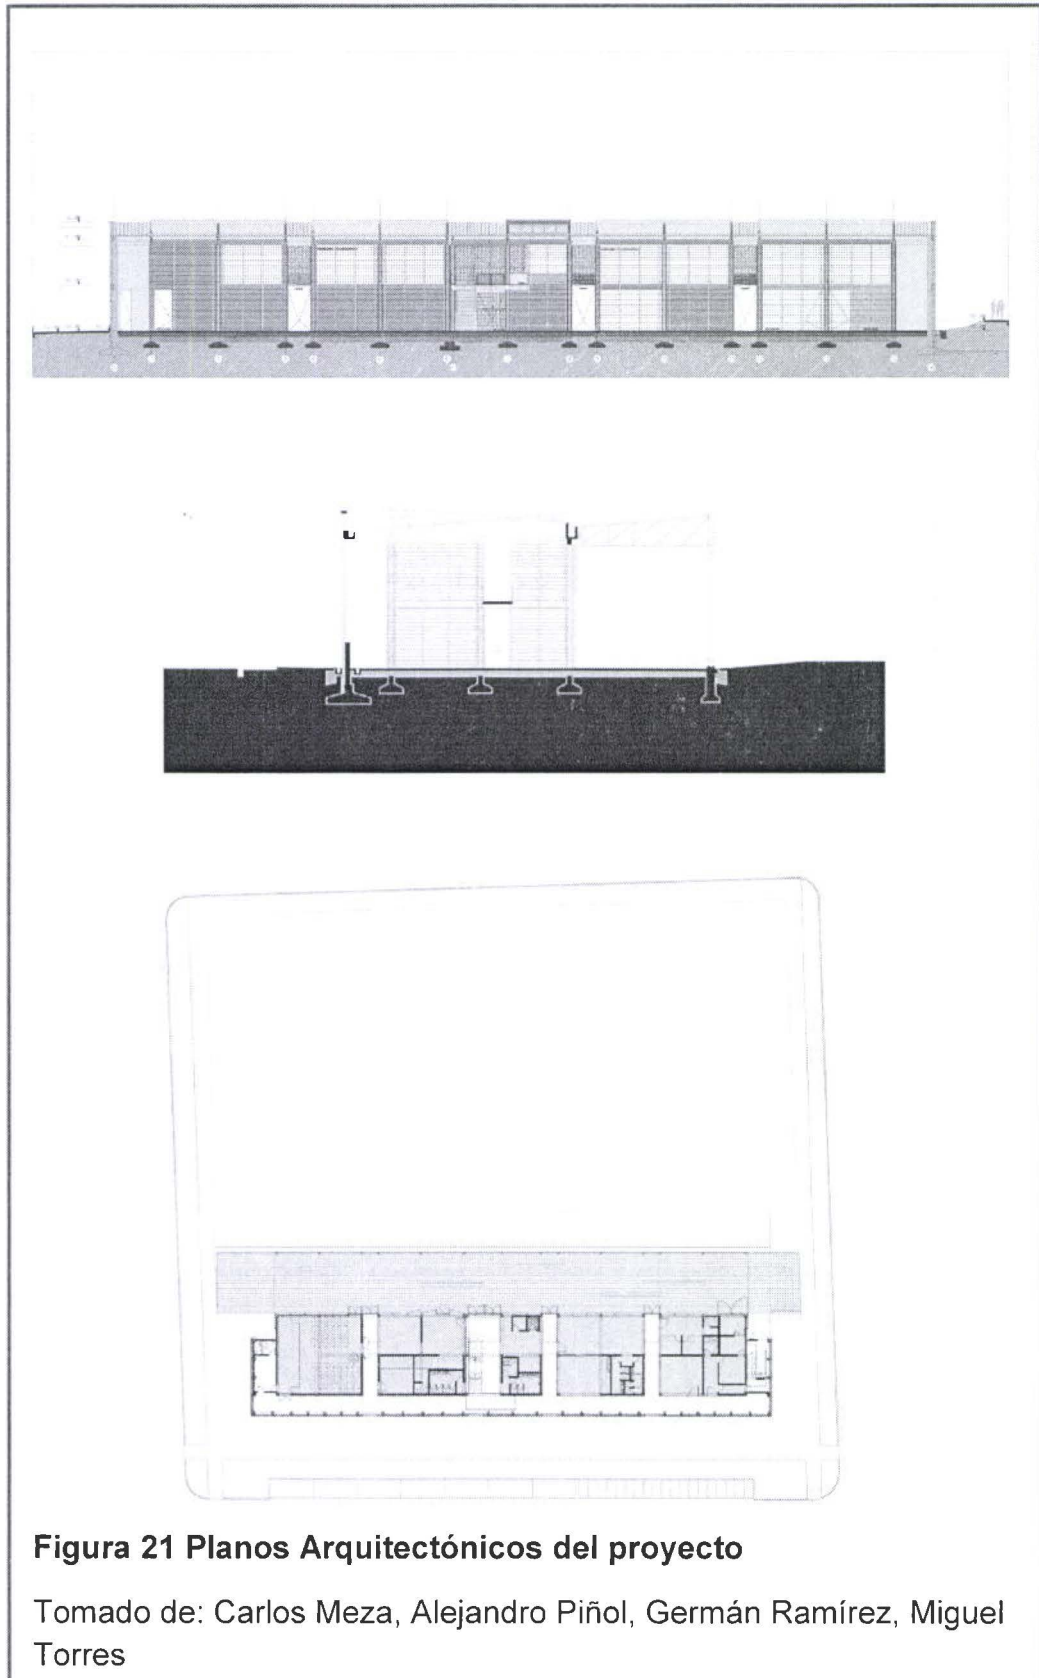 Figura 21 Planos Arquitectónicos del proyecto
Tomado de: Carlos Meza, Alejandro Piñol, Germán Ramírez, Miguel
Torres